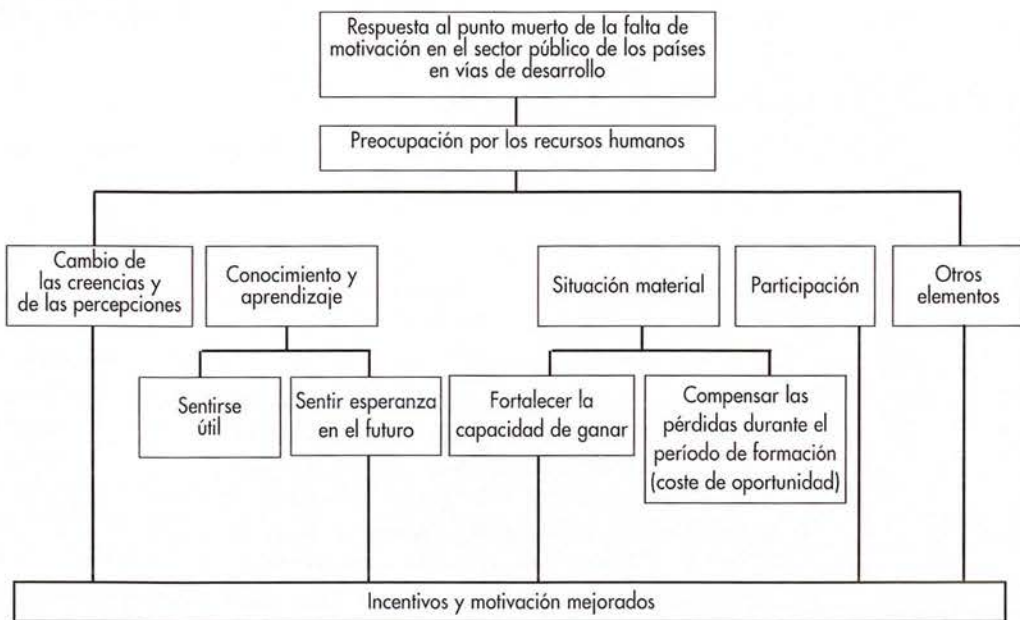 Respuesta al punto muerto de la falta de
motivación en el sector público de los países
en vías de desarrollo
Preocupación por los recursos humanos
Cambio de
las creencias y
de las percepciones
Conocimiento y
aprendizaje
Situación material
Participación
Otros
elementos
Sentirse
útil
Sentir esperanza
en el futuro
Fortalecer la
capacidad de ganar
Compensar las
pérdidas durante el
período de formación
(coste de oportunidad)
Incentivos y motivación mejorados